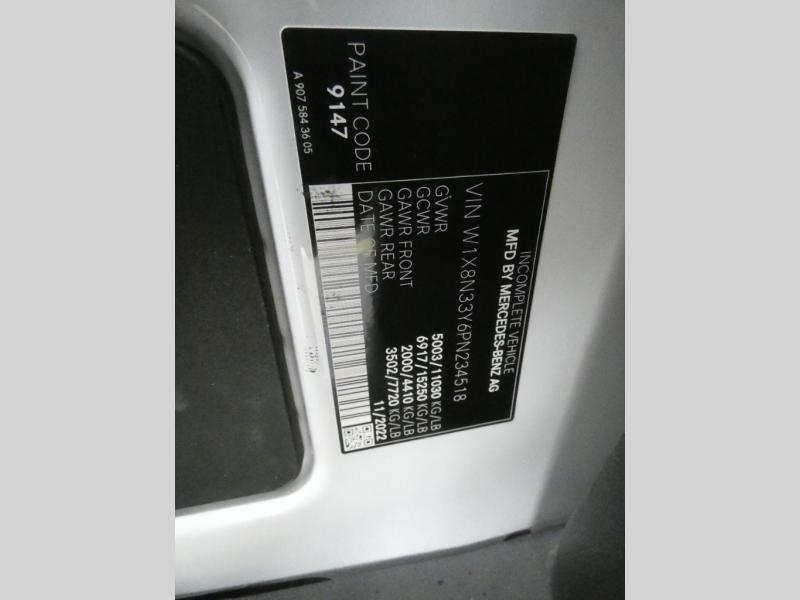 INCOMPLETE VEHICLE
MFD BY MERCEDES-BENZ AG
VIN W1X8N33Y6PN234518
GVWR 5003/11030 KG/LB
GCWR 6917/15250 KG/LB
GAWR FRONT 2000/4410 KG/LB
GAWR REAR 3502/7720 KG/LB
DATE OF MFD 11/2022
PAINT CODE
9147
A 907 584 36 05